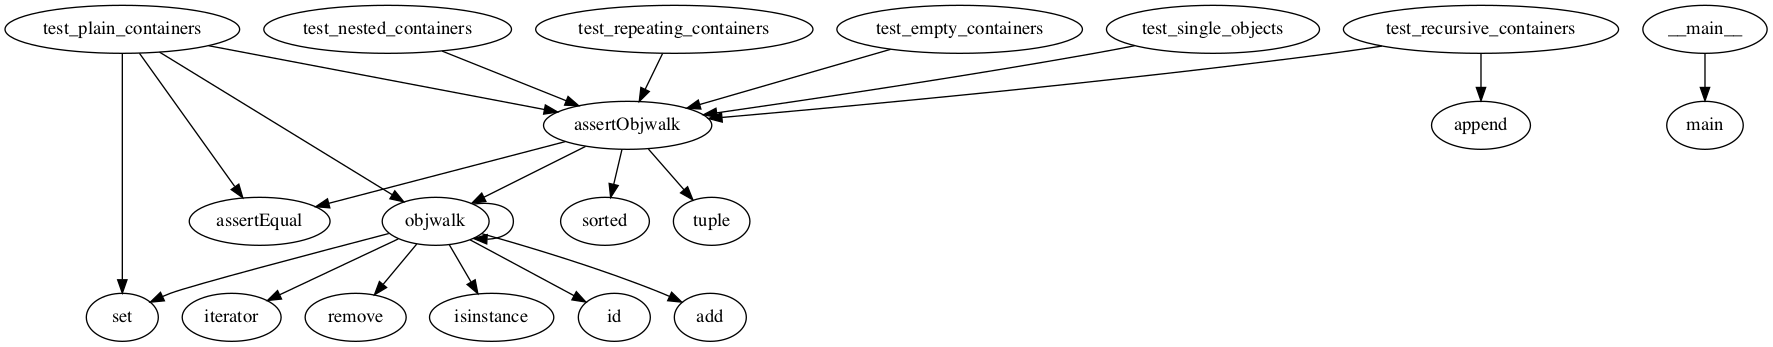 test_plain_containers
test_nested_containers
test_repeating_containers
test_empty_containers
test_single_objects
test_recursive_containers
__main__
assertObjwalk
append
main
assertEqual
objwalk
sorted
tuple
set
iterator
remove
isinstance
id
add